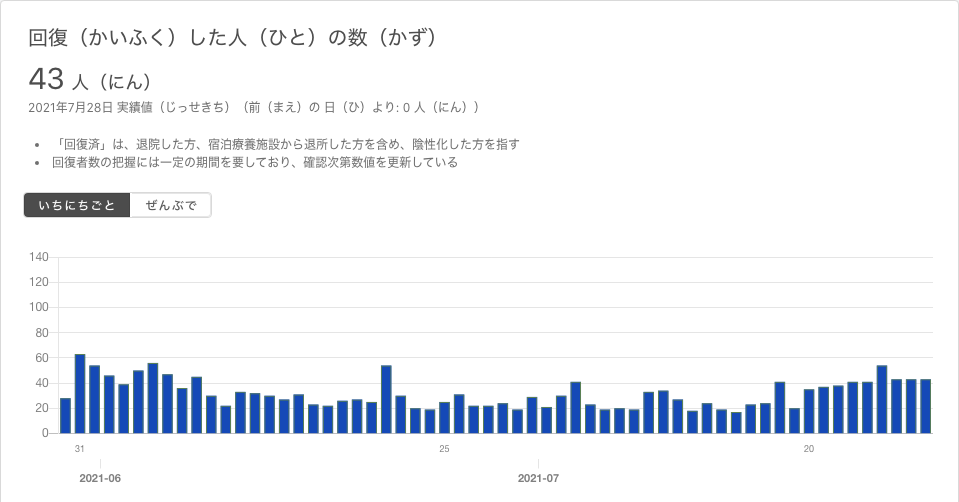 回復（かいふく）した人（ひと）の数（かず）
43 人（にん）
2021年7月28日 実績値（じっせきち）（前（まえ）の 日（ひ）より: 0 人（にん））
• 「回復済」は、退院した方、宿泊療養施設から退所した方を含め、陰性化した方を指す
• 回復者数の把握には一定の期間を要しており、確認次第数値を更新している
いちにちごと ぜんぶで
140
120
100
80
60
40
20
0
31 25 20
2021-06 2021-07